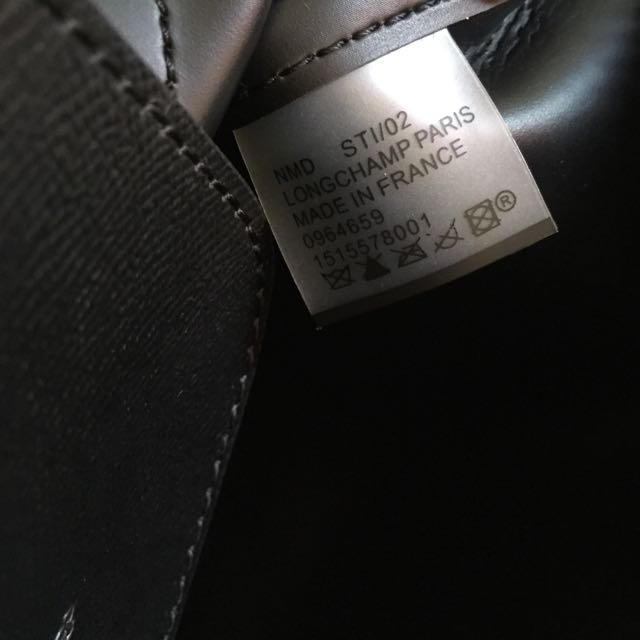 NMD STI/02
LONGCHAMP PARIS
MADE IN FRANCE
0964659
1515578001
®